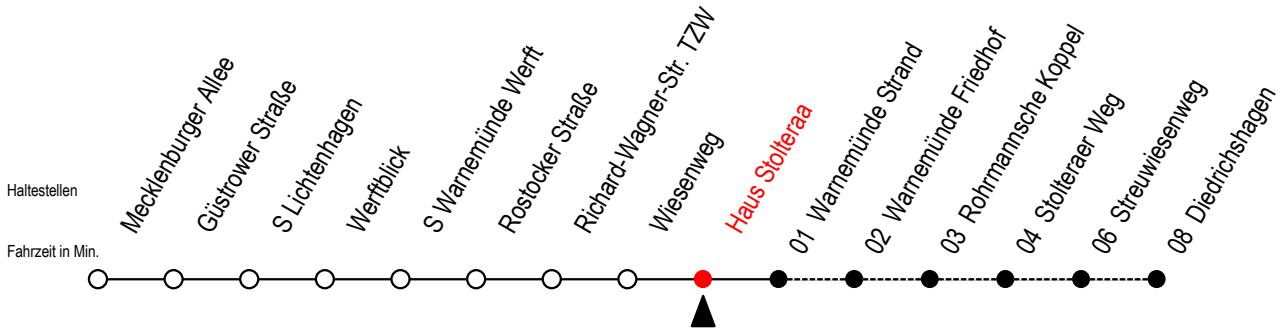 Haltestellen
Fahrzeit in Min.
Mecklenburger Allee
Güstrower Straße
S Lichtenhagen
Werftblick
S Warnemünde Werft
Rostocker Straße
Richard-Wagner-Str. TZW
Wiesenweg
Haus Stolteraa
01 Warnemünde Strand
02 Warnemünde Friedhof
03 Rohrmannsche Koppel
04 Stolteraer Weg
06 Streuwiesenweg
08 Diedrichshagen